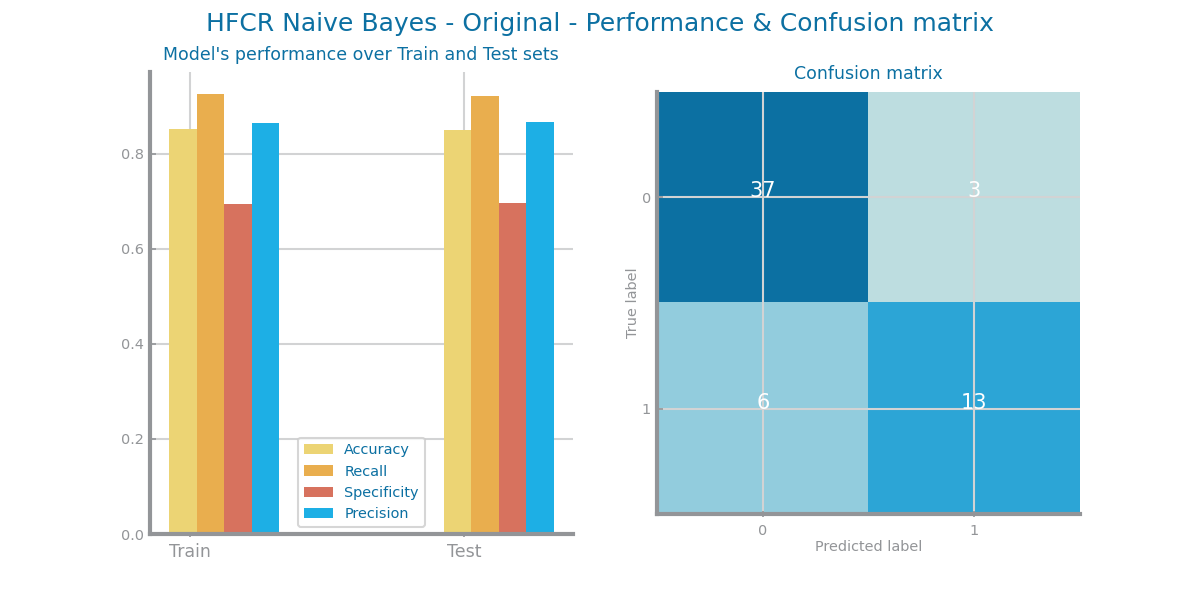 HFCR Naive Bayes - Original - Performance & Confusion matrix
Model's performance over Train and Test sets
0.8
0.6
0.4
0.2
0.0
Train
Test
Accuracy
Recall
Specificity
Precision
Confusion matrix
True label
0
1
37
3
6
13
0
1
Predicted label